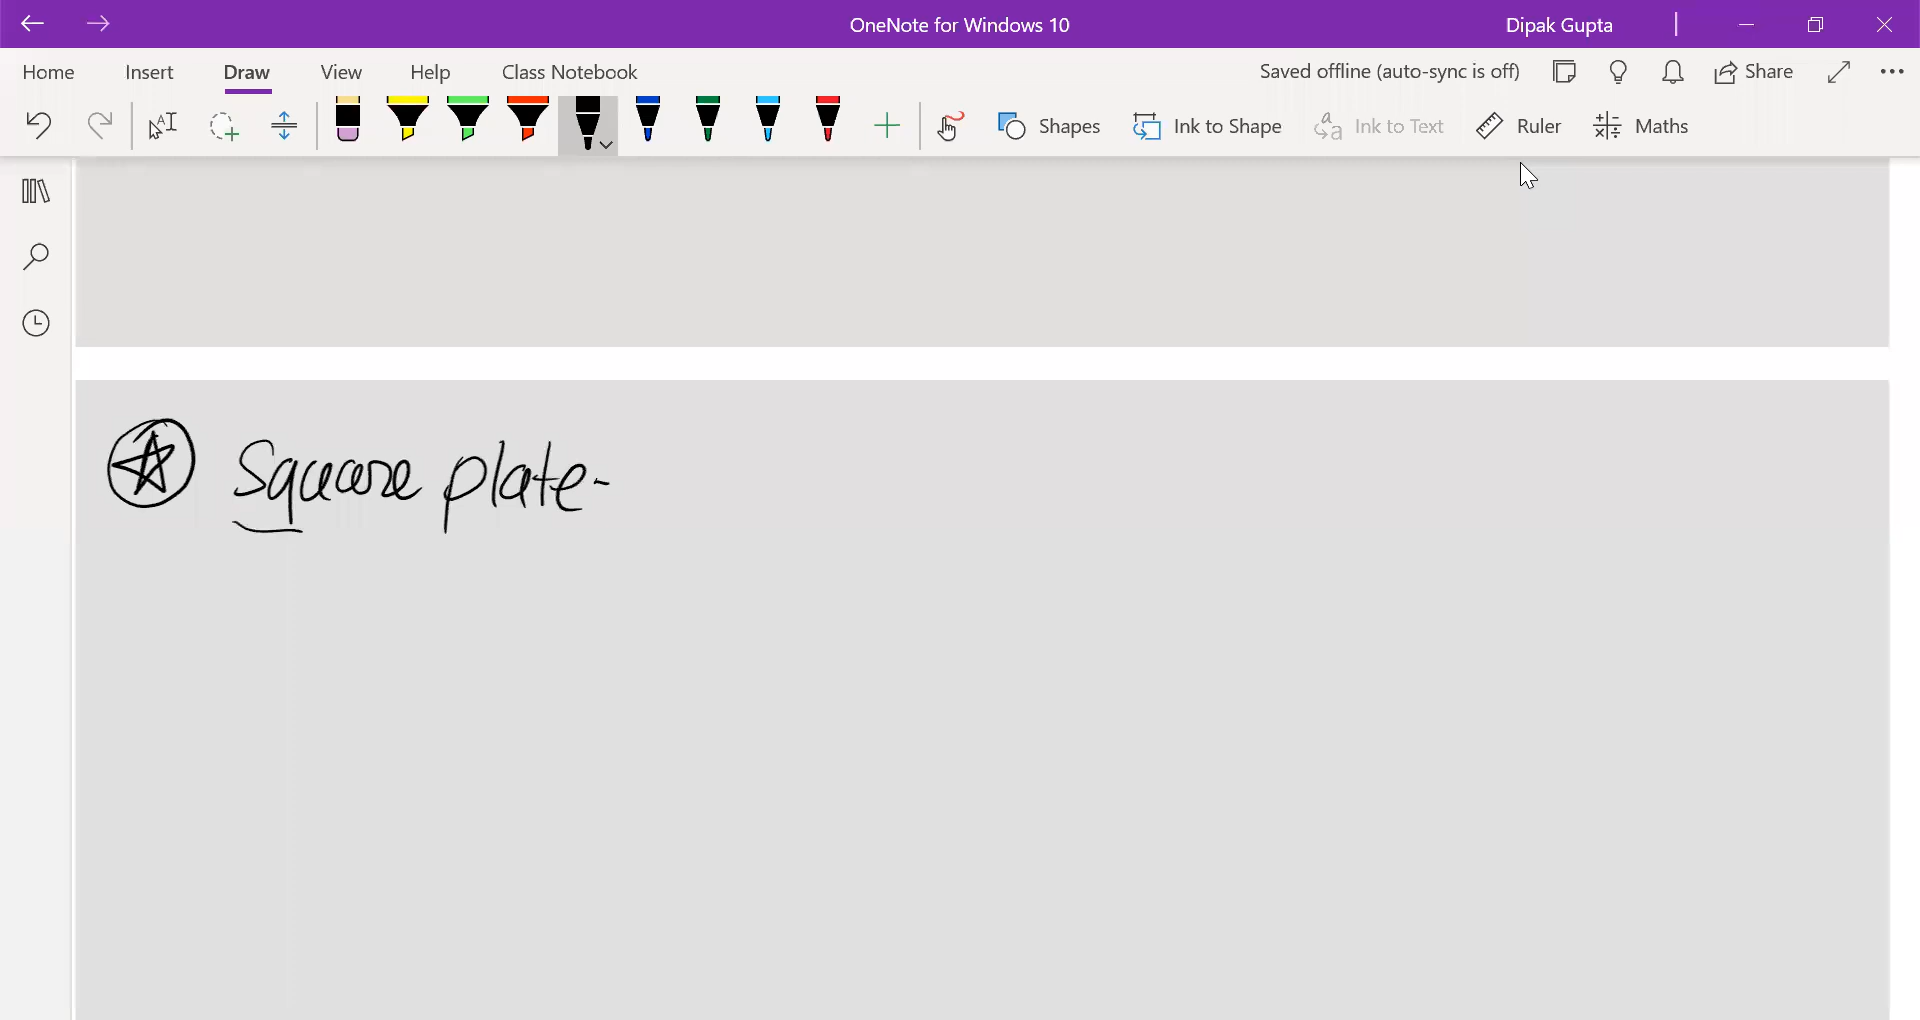 OneNote for Windows 10
Dipak Gupta
Home Insert Draw View Help Class Notebook
Saved offline (auto-sync is off)
Share
Shapes Ink to Shape Ink to Text Ruler Maths
Square plate-